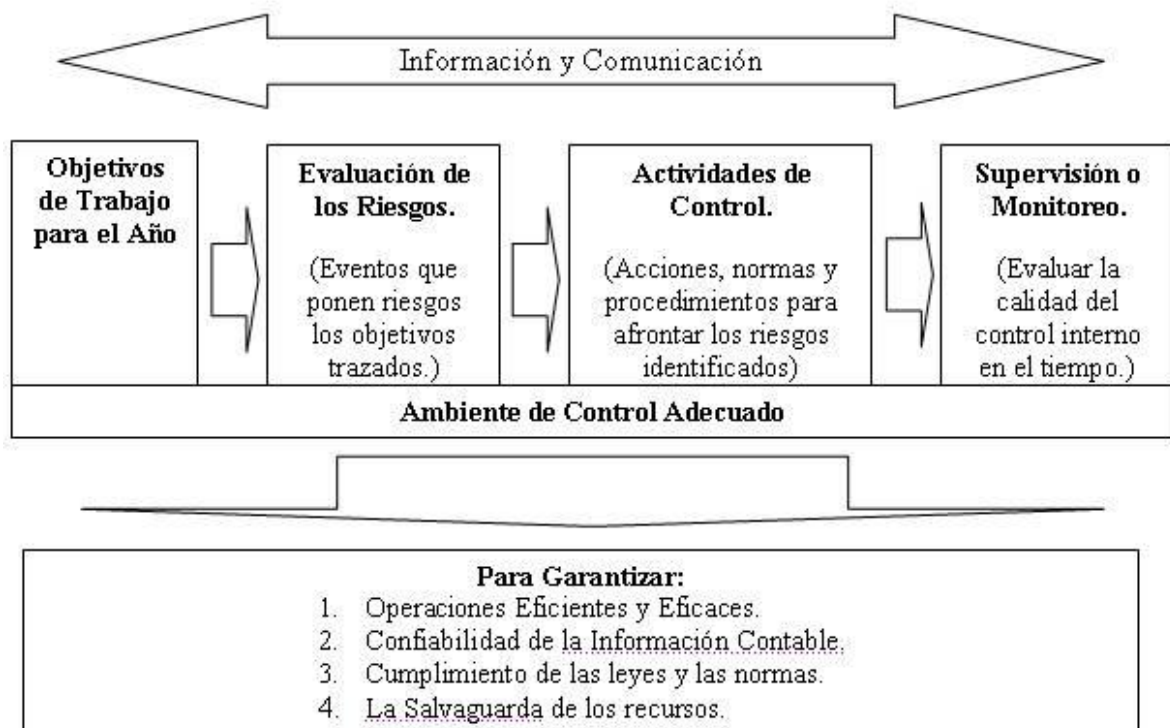 Información y Comunicación
Objetivos
de Trabajo
para el Año
Evaluación de
los Riesgos.
(Eventos que
ponen riesgos
los objetivos
trazados.)
Actividades de
Control.
(Acciones, normas y
procedimientos para
afrontar los riesgos
identificados)
Supervisión o
Monitoreo.
(Evaluar la
calidad del
control interno
en el tiempo.)
Ambiente de Control Adecuado
Para Garantizar:
1. Operaciones Eficientes y Eficaces.
2. Confiabilidad de la Información Contable.
3. Cumplimiento de las leyes y las normas.
4. La Salvaguarda de los recursos.